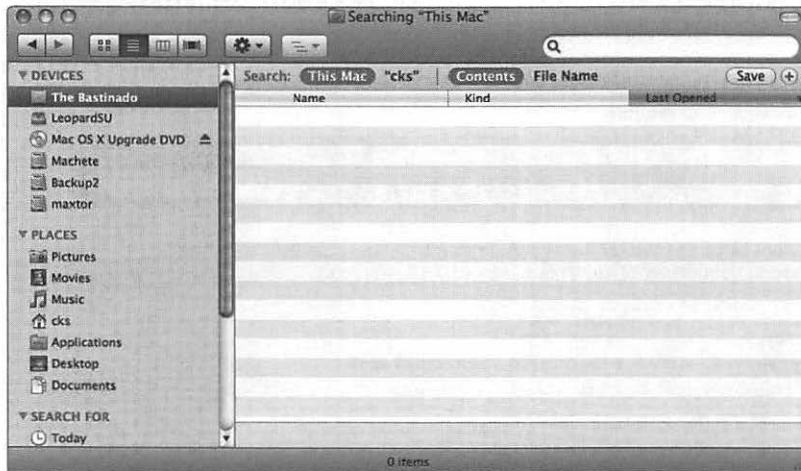 Searching "This Mac"
Search: This Mac "cks" Contents File Name Save
Name Kind Last Opened
DEVICES
The Bastinado
LeopardSU
Mac OS X Upgrade DVD
Machete
Backup2
maxtor
PLACES
Pictures
Movies
Music
cks
Applications
Desktop
Documents
SEARCH FOR
Today
0 items